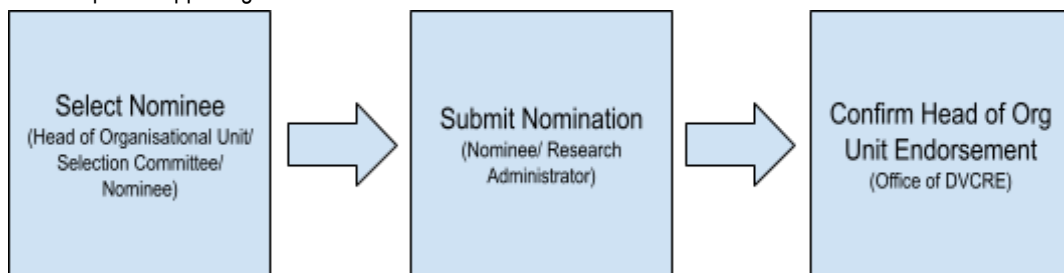 Select Nominee
(Head of Organisational Unit/
Selection Committee/
Nominee)
Submit Nomination
(Nominee/ Research
Administrator)
Confirm Head of Org
Unit Endorsement
(Office of DVCRE)